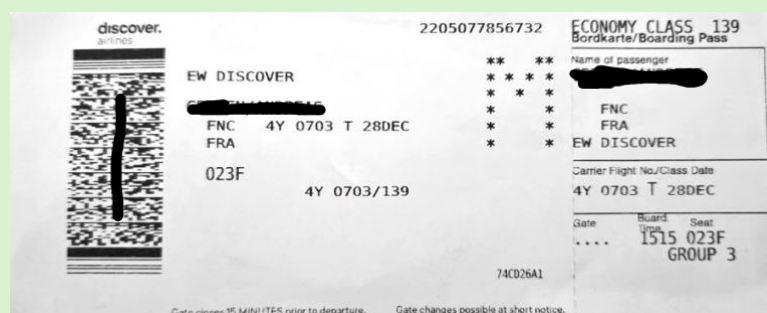 discover.
airlines
2205077856732
EW DISCOVER
FNC 4Y 0703 T 28DEC
FRA
023F
4Y 0703/139
** **
* * * *
* * *
* *
* *
* *
74CD26A1
Gate closes 15 MINUTES prior to departure. Gate changes possible at short notice.
ECONOMY CLASS 139
Bordkarte/Boarding Pass
Name of passenger
FNC
FRA
EW DISCOVER
Carrier Flight No./Class Date
4Y 0703 T 28DEC
Gate Board Time Seat
.... 1515 023F
GROUP 3